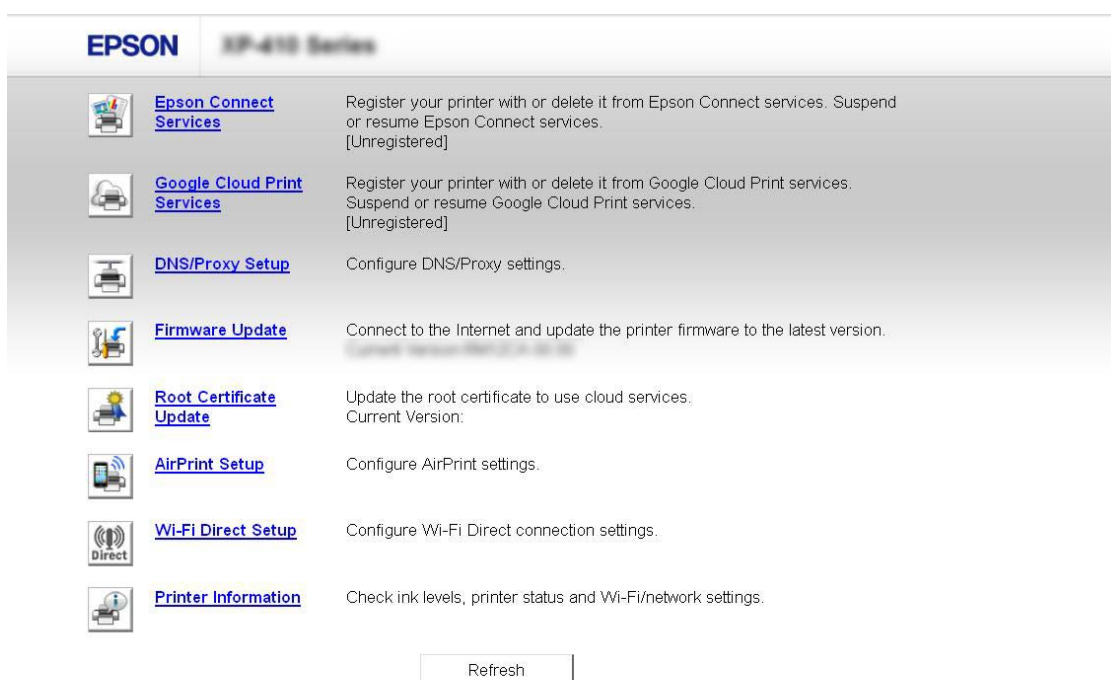 EPSON
XP-410 Series
Epson Connect
Services
Register your printer with or delete it from Epson Connect services. Suspend
or resume Epson Connect services.
[Unregistered]
Google Cloud Print
Services
Register your printer with or delete it from Google Cloud Print services.
Suspend or resume Google Cloud Print services.
[Unregistered]
DNS/Proxy Setup
Configure DNS/Proxy settings.
Firmware Update
Connect to the Internet and update the printer firmware to the latest version.
Root Certificate
Update
Update the root certificate to use cloud services.
Current Version:
AirPrint Setup
Configure AirPrint settings.
Direct
Wi-Fi Direct Setup
Configure Wi-Fi Direct connection settings.
Printer Information
Check ink levels, printer status and Wi-Fi/network settings.
Refresh